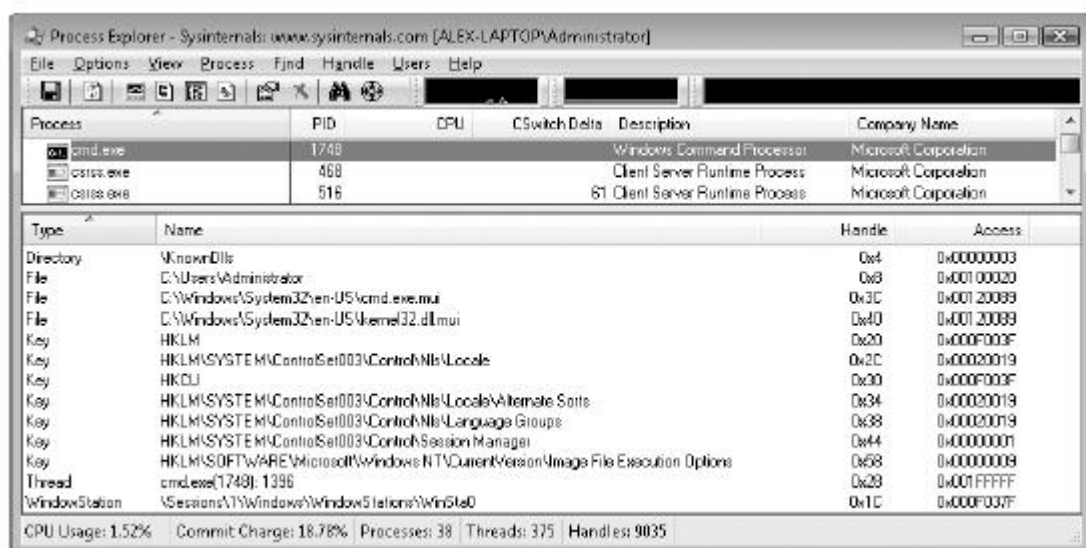 Process Explorer - Sysinternals: www.sysinternals.com [ALEX-LAPTOP\Administrator]
File Options View Process Find Handle Users Help
Process PID CPU CSwitch Delta Description Company Name
cmd.exe 1748 Windows Command Processor Microsoft Corporation
csrss.exe 468 Client Server Runtime Process Microsoft Corporation
csrss.exe 516 61 Client Server Runtime Process Microsoft Corporation
Type Name Handle Access
Directory \KnownDlls 0x4 0x00000003
File C:\Users\Administrator 0x8 0x00100020
File C:\Windows\System32\en-US\cmd.exe.mui 0x3C 0x00120089
File C:\Windows\System32\en-US\kernel32.dll.mui 0x40 0x00120089
Key HKLM 0x20 0x000F003F
Key HKLM\SYSTEM\ControlSet003\Control\Nls\Locale 0x2C 0x00020019
Key HKCU 0x30 0x000F003F
Key HKLM\SYSTEM\ControlSet003\Control\Nls\Locale\Alternate Sorts 0x34 0x00020019
Key HKLM\SYSTEM\ControlSet003\Control\Nls\Language Groups 0x38 0x00020019
Key HKLM\SYSTEM\ControlSet003\Control\Session Manager 0x44 0x00000001
Key HKLM\SOFTWARE\Microsoft\Windows NT\CurrentVersion\Image File Execution Options 0x58 0x00000009
Thread cmd.exe(1748): 1396 0x28 0x001FFFFF
WindowStation \Sessions\1\Windows\WindowStations\WinSta0 0x1C 0x000F037F
CPU Usage: 1.52% Commit Charge: 18.78% Processes: 38 Threads: 375 Handles: 9035